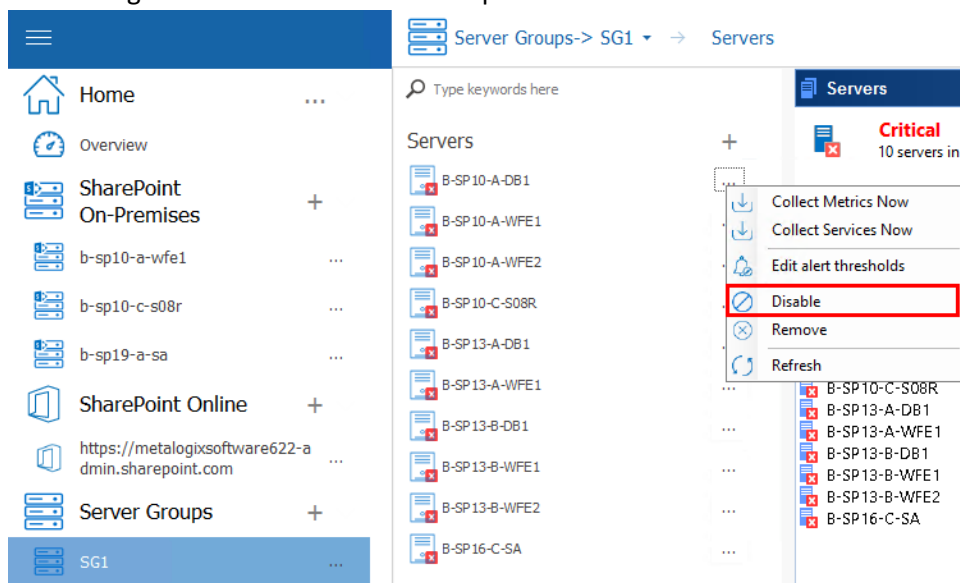 Server Groups-> SG1 → Servers
Home ...
Overview
SharePoint
On-Premises +
b-sp10-a-wfe1 ...
b-sp10-c-s08r ...
b-sp19-a-sa ...
SharePoint Online +
https://metalogixsoftware622-a
dmin.sharepoint.com ...
Server Groups +
SG1 ...
Type keywords here
Servers +
B-SP10-A-DB1 ...
B-SP10-A-WFE1
B-SP10-A-WFE2
B-SP10-C-S08R
B-SP13-A-DB1
B-SP13-A-WFE1 ...
B-SP13-B-DB1 ...
B-SP13-B-WFE1 ...
B-SP13-B-WFE2 ...
B-SP16-C-SA ...
Collect Metrics Now
Collect Services Now
Edit alert thresholds
Disable
Remove
Refresh
Servers
Critical
10 servers in
B-SP10-C-S08R
B-SP13-A-DB1
B-SP13-A-WFE1
B-SP13-B-DB1
B-SP13-B-WFE1
B-SP13-B-WFE2
B-SP16-C-SA